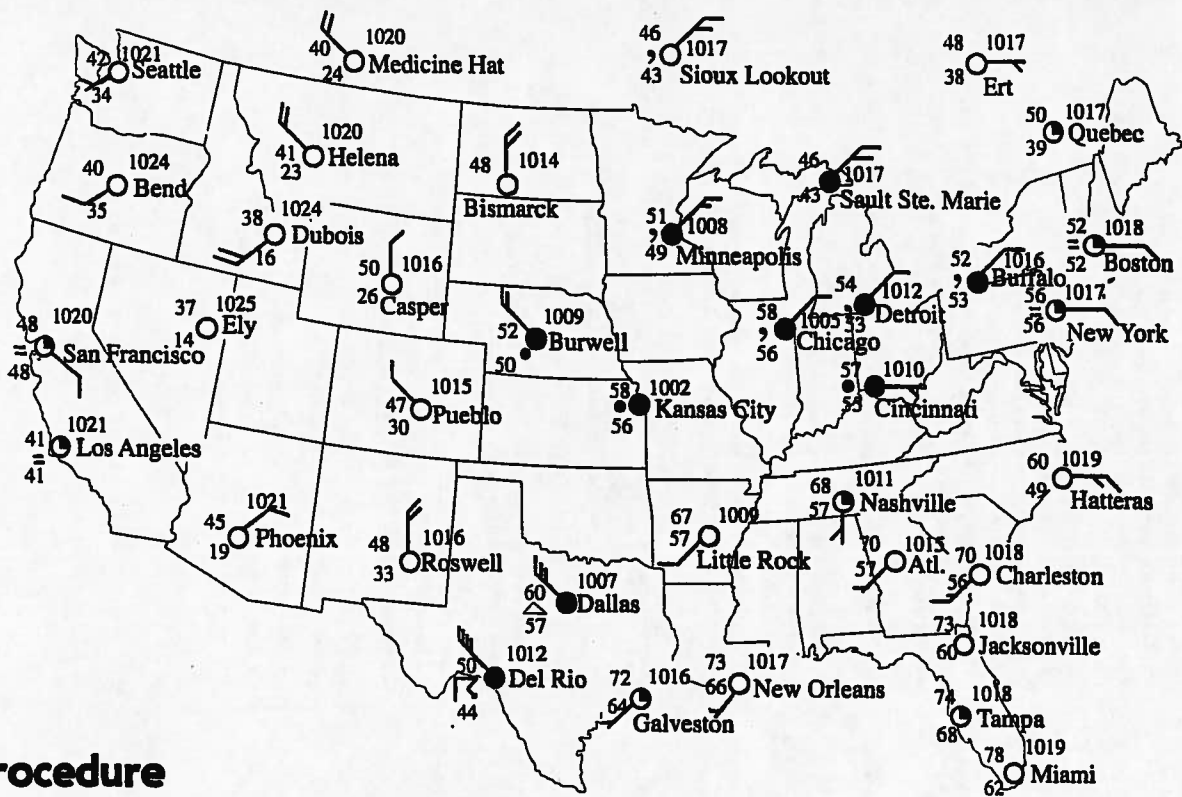 42 1021
Seattle
34
40 1020
Medicine Hat
24
46
1017
43 Sioux Lookout
48 1017
38
Ert
50 1017
Quebec
39
41 1020
Helena
23
40 1024
Bend
35
48 1014
Bismarck
46
1017
43
Sault Ste. Marie
38 1024
Dubois
16
51
1008
49 Minneapolis
52 1018
Boston
52
50 1016
26
Casper
52 1016
Buffalo
53
54
1012
Detroit
53
56 1017
56
New York
37 1025
Ely
14
1020
48
San Francisco
48
1009
52 Burwell
50
58
1005
Chicago
56
57 1010
53
Cincinnati
1015
47 Pueblo
30
58 1002
Kansas City
56
41 1021
Los Angeles
41
60 1019
49
Hatteras
68 1011
Nashville
57
45 1021
Phoenix
19
48 1016
Roswell
33
67 1009
57
Little Rock
70 1015
57 Atl.
70 1018
56 Charleston
1007
60 Dallas
57
73 1018
Jacksonville
60
1012
50 Del Rio
44
72 1016
64
Galveston
73 1017
66 New Orleans
74 1018
Tampa
68
78 1019
Miami
62
rocedure